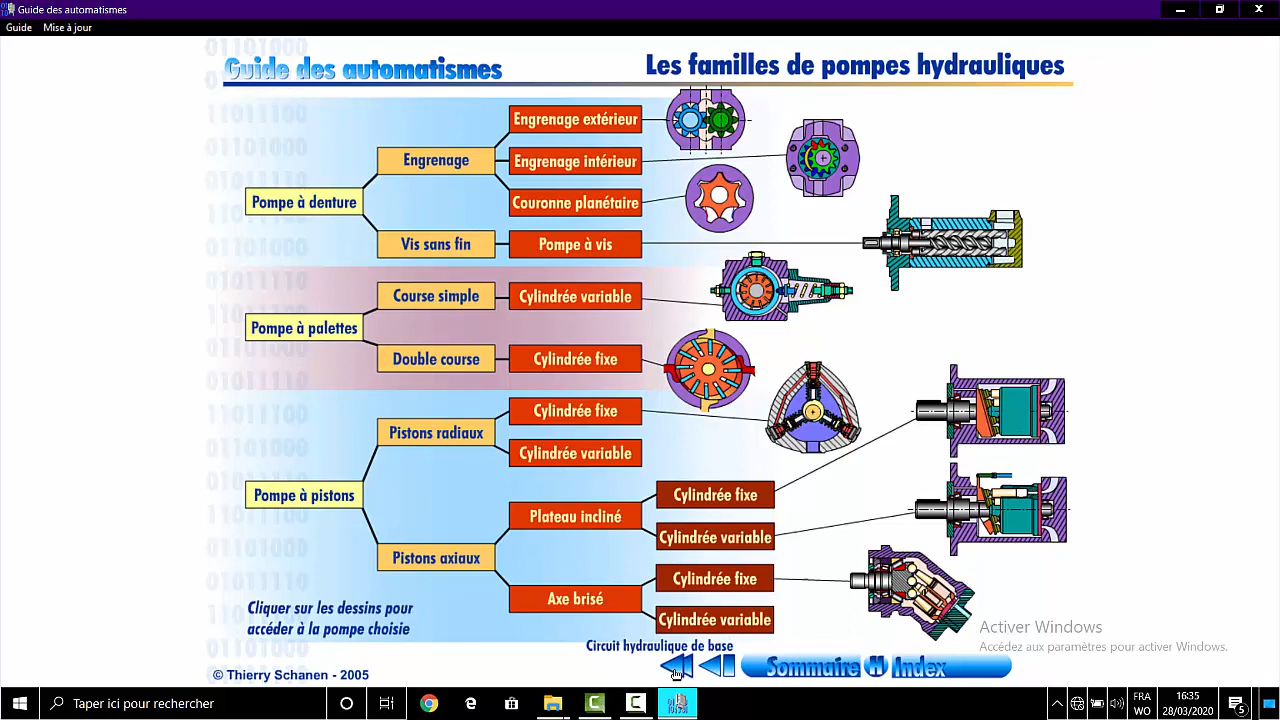 Guide des automatismes
Guide Mise à jour
Guide des automatismes
Les familles de pompes hydrauliques
Engrenage extérieur
Engrenage
Engrenage intérieur
Pompe à denture
Couronne planétaire
Vis sans fin
Pompe à vis
Course simple
Cylindrée variable
Pompe à palettes
Double course
Cylindrée fixe
Cylindrée fixe
Pistons radiaux
Cylindrée variable
Pompe à pistons
Cylindrée fixe
Plateau incliné
Cylindrée variable
Pistons axiaux
Cylindrée fixe
Axe brisé
Cylindrée variable
Cliquer sur les dessins pour
accéder à la pompe choisie
Circuit hydraulique de base
Activer Windows
Accédez aux paramètres pour activer Windows.
© Thierry Schanen - 2005
Sommaire
Index
Taper ici pour rechercher
FRA
WO
16:35
28/03/2020
5